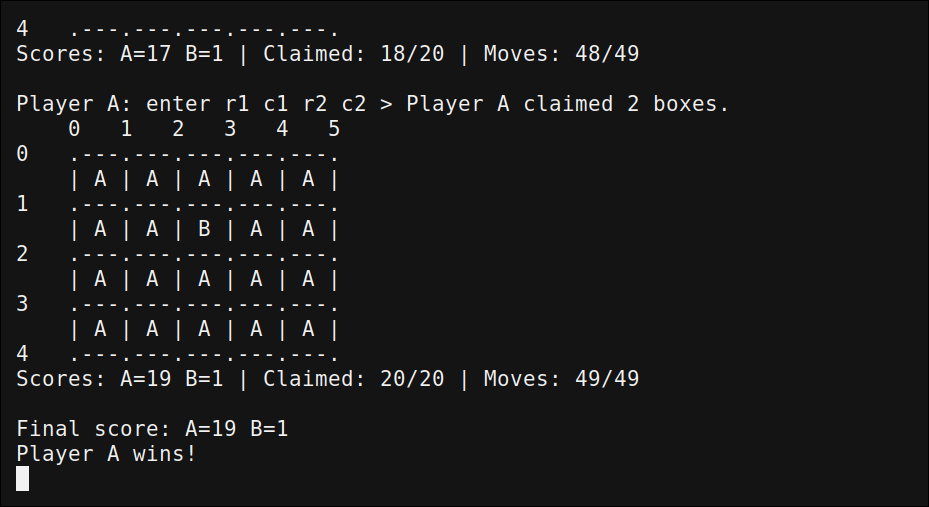 4   .---.---.---.---.---.
Scores: A=17 B=1 | Claimed: 18/20 | Moves: 48/49

Player A: enter r1 c1 r2 c2 > Player A claimed 2 boxes.
    0   1   2   3   4   5
0   .---.---.---.---.---.
    | A | A | A | A | A |
1   .---.---.---.---.---.
    | A | A | B | A | A |
2   .---.---.---.---.---.
    | A | A | A | A | A |
3   .---.---.---.---.---.
    | A | A | A | A | A |
4   .---.---.---.---.---.
Scores: A=19 B=1 | Claimed: 20/20 | Moves: 49/49

Final score: A=19 B=1
Player A wins!